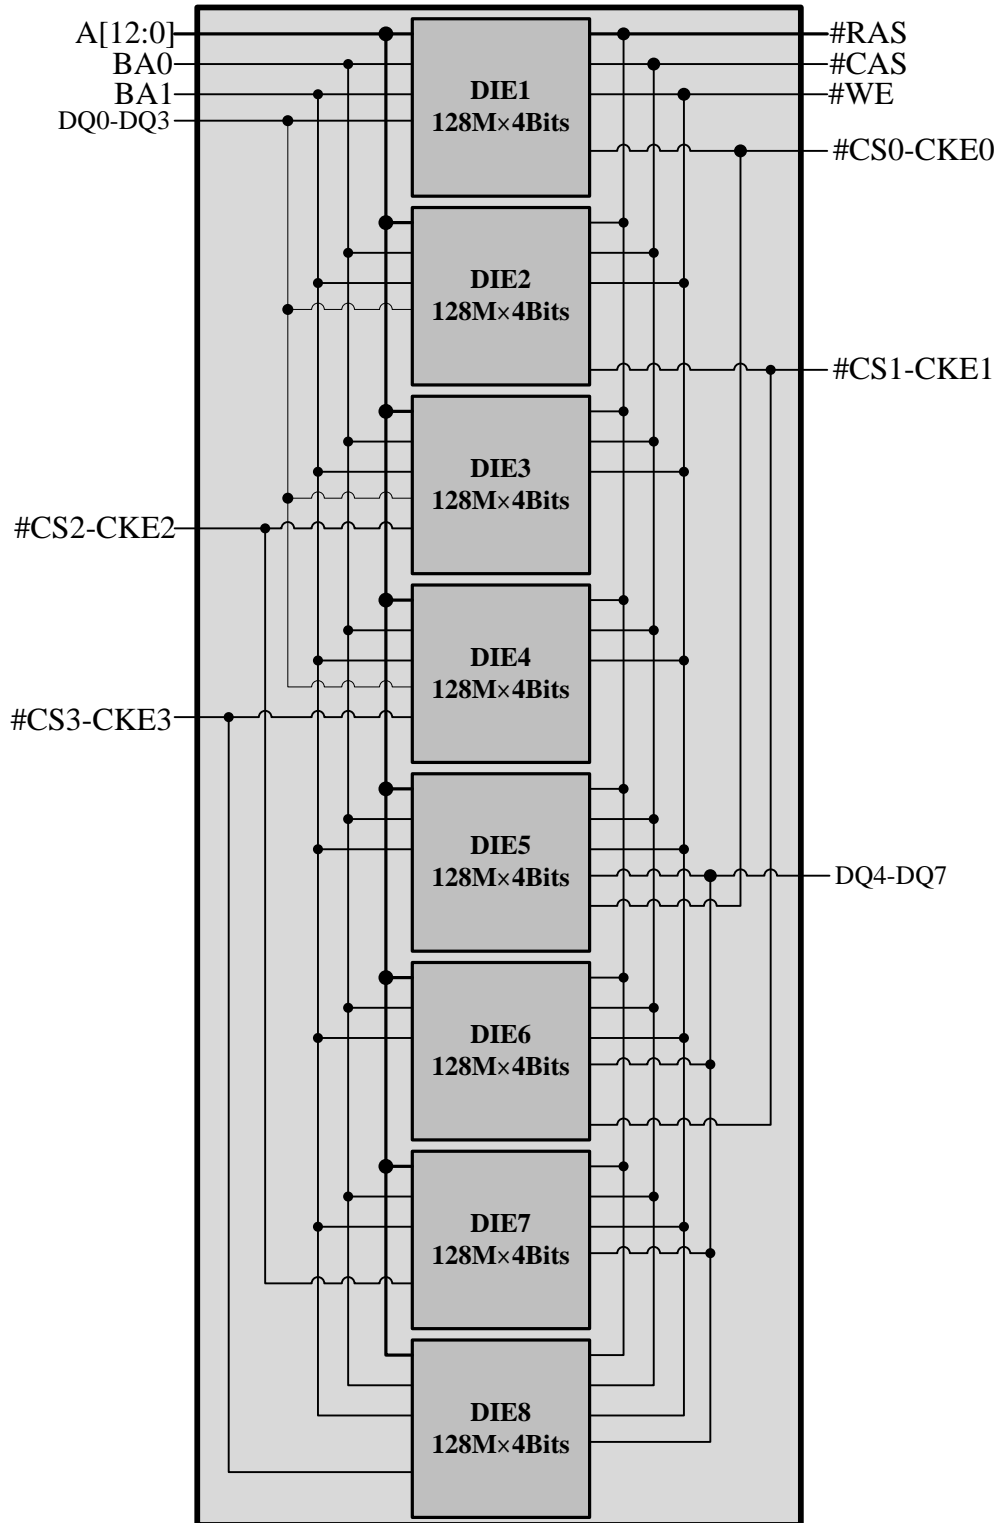 A[12:0]
#RAS
BA0
#CAS
BA1
#WE
DQ0-DQ3
DIE1
128M×4Bits
#CS0-CKE0
DIE2
128M×4Bits
#CS1-CKE1
DIE3
128M×4Bits
#CS2-CKE2
DIE4
128M×4Bits
#CS3-CKE3
DIE5
128M×4Bits
DQ4-DQ7
DIE6
128M×4Bits
DIE7
128M×4Bits
DIE8
128M×4Bits